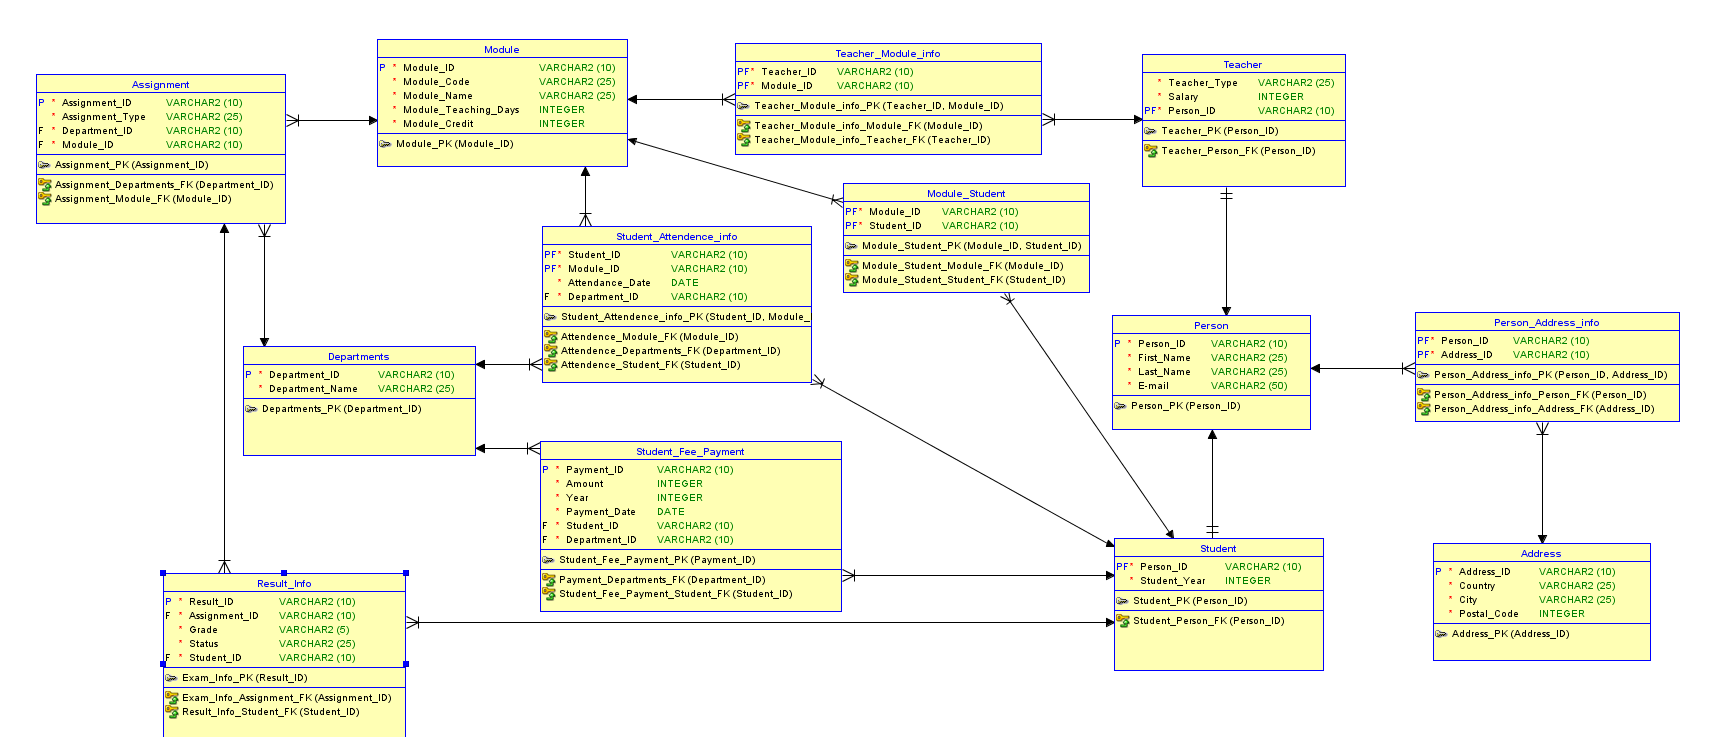 Assignment
P * Assignment_ID VARCHAR2 (10)
* Assignment_Type VARCHAR2 (25)
F * Department_ID VARCHAR2 (10)
F * Module_ID VARCHAR2 (10)
Assignment_PK (Assignment_ID)
Assignment_Departments_FK (Department_ID)
Assignment_Module_FK (Module_ID)
Module
P * Module_ID VARCHAR2 (10)
* Module_Code VARCHAR2 (25)
* Module_Name VARCHAR2 (25)
* Module_Teaching_Days INTEGER
* Module_Credit INTEGER
Module_PK (Module_ID)
Teacher_Module_info
PF* Teacher_ID VARCHAR2 (10)
PF* Module_ID VARCHAR2 (10)
Teacher_Module_info_PK (Teacher_ID, Module_ID)
Teacher_Module_info_Module_FK (Module_ID)
Teacher_Module_info_Teacher_FK (Teacher_ID)
Teacher
* Teacher_Type VARCHAR2 (25)
* Salary INTEGER
PF* Person_ID VARCHAR2 (10)
Teacher_PK (Person_ID)
Teacher_Person_FK (Person_ID)
Module_Student
PF* Module_ID VARCHAR2 (10)
PF* Student_ID VARCHAR2 (10)
Module_Student_PK (Module_ID, Student_ID)
Module_Student_Module_FK (Module_ID)
Module_Student_Student_FK (Student_ID)
Student_Attendence_info
PF* Student_ID VARCHAR2 (10)
PF* Module_ID VARCHAR2 (10)
* Attendance_Date DATE
F * Department_ID VARCHAR2 (10)
Student_Attendence_info_PK (Student_ID, Module_
Attendence_Module_FK (Module_ID)
Attendence_Departments_FK (Department_ID)
Attendence_Student_FK (Student_ID)
Departments
P * Department_ID VARCHAR2 (10)
* Department_Name VARCHAR2 (25)
Departments_PK (Department_ID)
Person
P * Person_ID VARCHAR2 (10)
* First_Name VARCHAR2 (25)
* Last_Name VARCHAR2 (25)
* E-mail VARCHAR2 (50)
Person_PK (Person_ID)
Person_Address_info
PF* Person_ID VARCHAR2 (10)
PF* Address_ID VARCHAR2 (10)
Person_Address_info_PK (Person_ID, Address_ID)
Person_Address_info_Person_FK (Person_ID)
Person_Address_info_Address_FK (Address_ID)
Student_Fee_Payment
P * Payment_ID VARCHAR2 (10)
* Amount INTEGER
* Year INTEGER
* Payment_Date DATE
F * Student_ID VARCHAR2 (10)
F * Department_ID VARCHAR2 (10)
Student_Fee_Payment_PK (Payment_ID)
Payment_Departments_FK (Department_ID)
Student_Fee_Payment_Student_FK (Student_ID)
Student
PF* Person_ID VARCHAR2 (10)
* Student_Year INTEGER
Student_PK (Person_ID)
Student_Person_FK (Person_ID)
Address
P * Address_ID VARCHAR2 (10)
* Country VARCHAR2 (25)
* City VARCHAR2 (25)
* Postal_Code INTEGER
Address_PK (Address_ID)
Result_Info
P * Result_ID VARCHAR2 (10)
F * Assignment_ID VARCHAR2 (10)
* Grade VARCHAR2 (5)
* Status VARCHAR2 (25)
F * Student_ID VARCHAR2 (10)
Exam_Info_PK (Result_ID)
Exam_Info_Assignment_FK (Assignment_ID)
Result_Info_Student_FK (Student_ID)